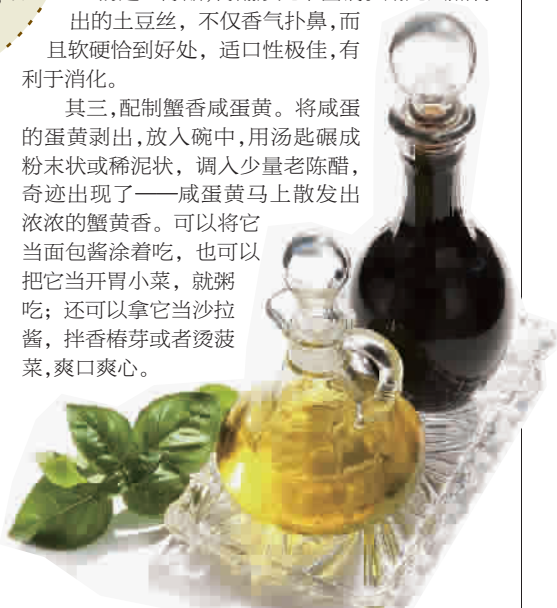 出的土豆丝，不仅香气扑鼻，而
且软硬恰到好处，适口性极佳，有
利于消化。
其三，配制蟹香咸蛋黄。将咸蛋
的蛋黄剥出，放入碗中，用汤匙碾成
粉末状或稀泥状，调入少量老陈醋，
奇迹出现了——咸蛋黄马上散发出
浓浓的蟹黄香。可以将它
当面包酱涂着吃，也可以
把它当开胃小菜，就粥
吃；还可以拿它当沙拉
酱，拌香椿芽或者烫菠
菜，爽口爽心。